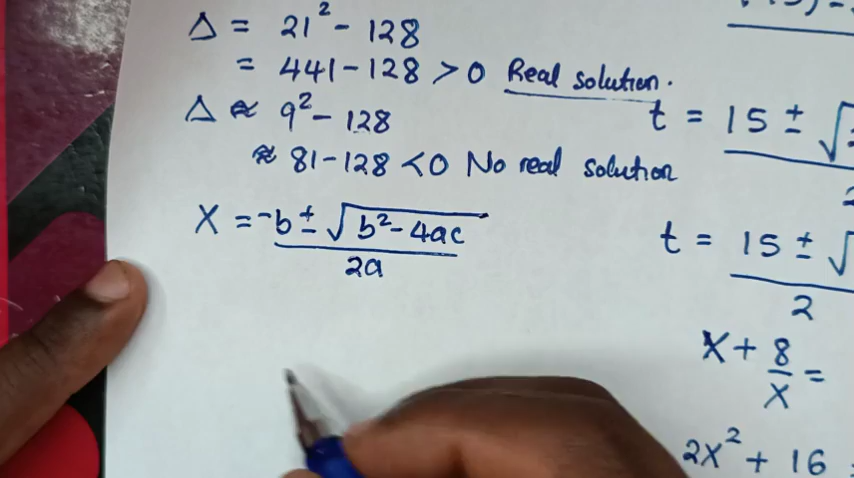 Δ = 21² - 128
= 441 - 128 > 0 Real solution.
Δ ≈ 9² - 128
≈ 81 - 128 < 0 No real solution
X = -b ± √b² - 4ac
2a
t = 15 ± √
t = 15 ± √
2
X + 8/X =
2X² + 16